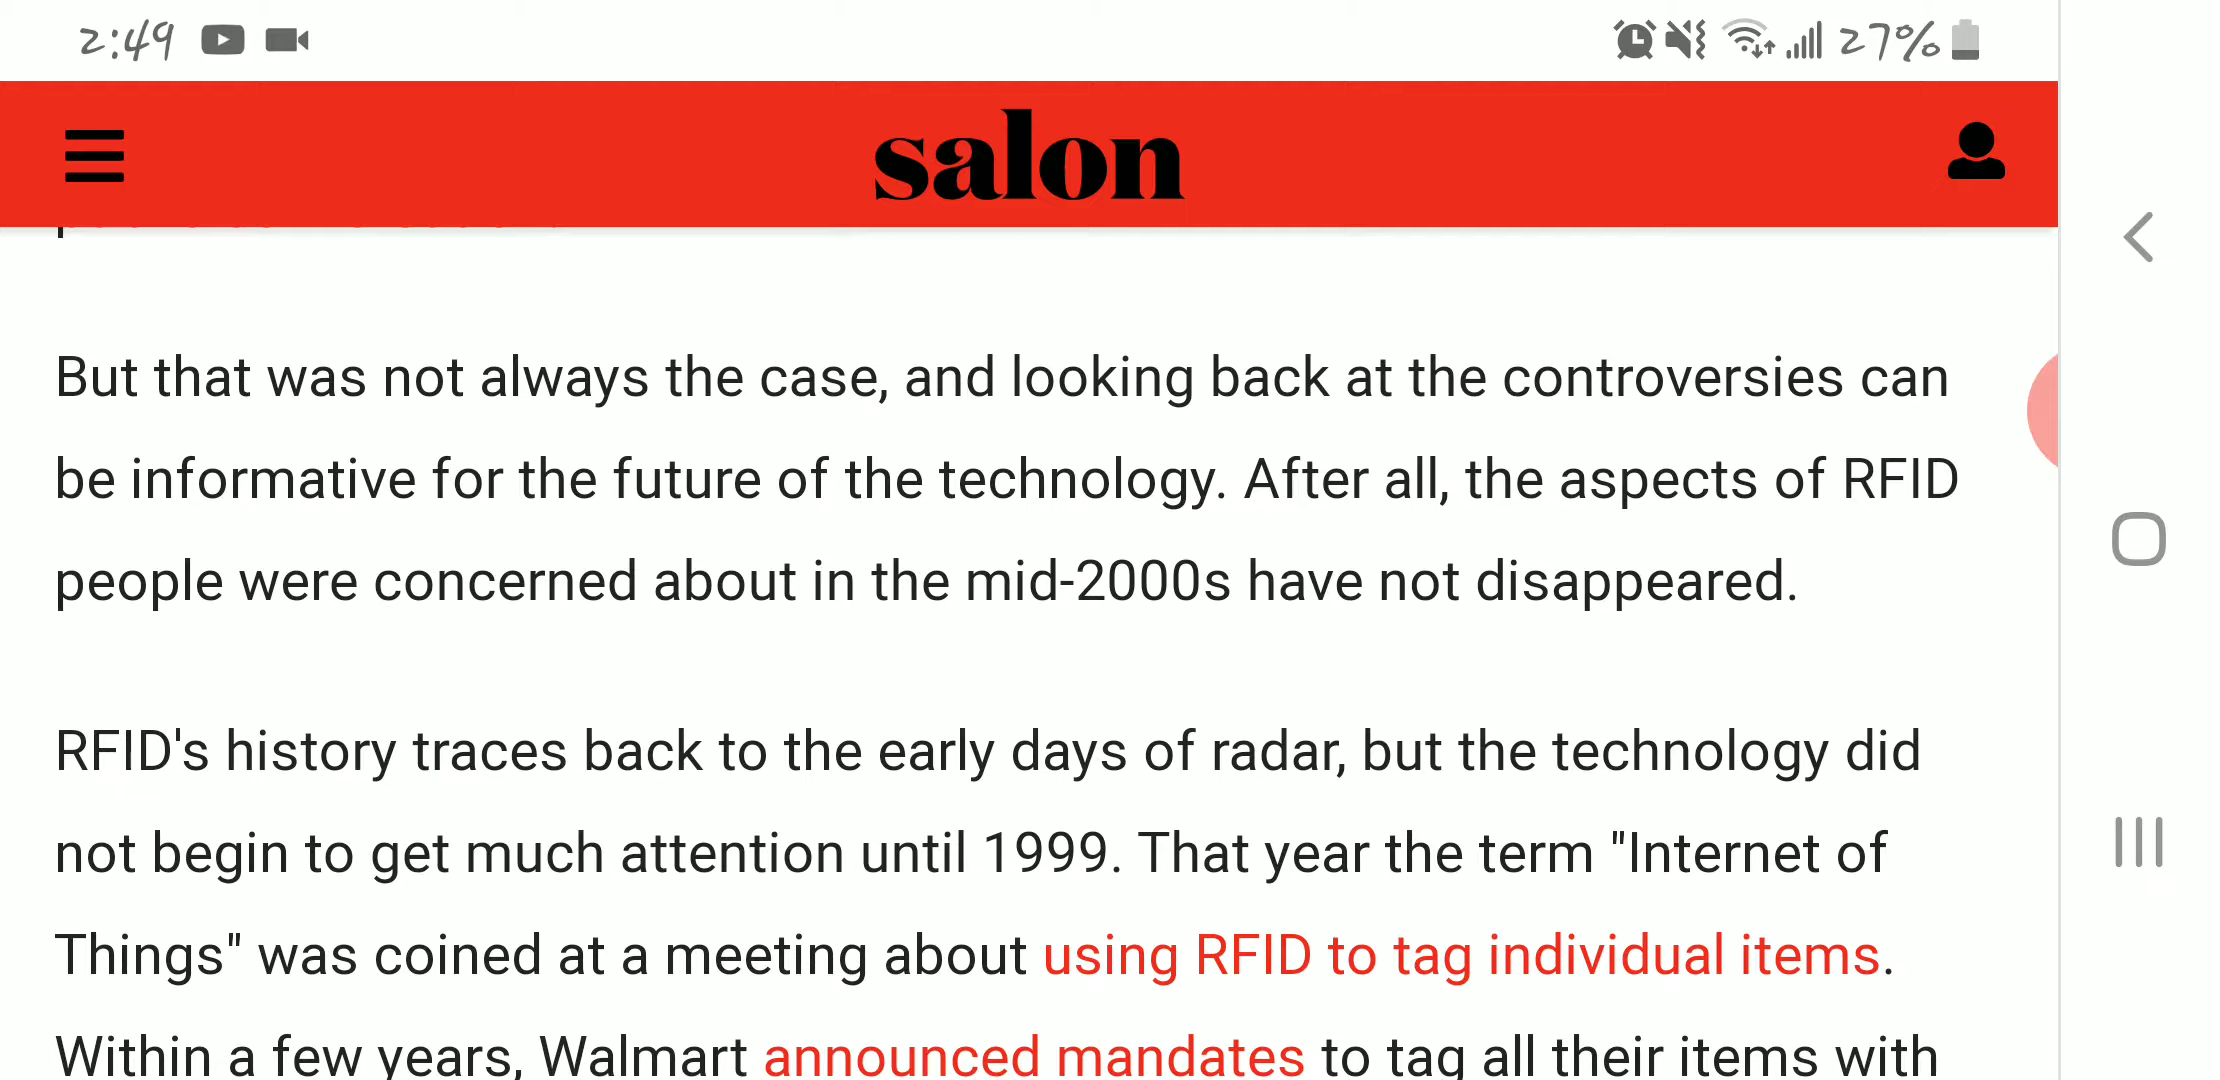 2:49
27%
salon
But that was not always the case, and looking back at the controversies can
be informative for the future of the technology. After all, the aspects of RFID
people were concerned about in the mid-2000s have not disappeared.
RFID's history traces back to the early days of radar, but the technology did
not begin to get much attention until 1999. That year the term "Internet of
Things" was coined at a meeting about using RFID to tag individual items.
Within a few years, Walmart announced mandates to tag all their items with